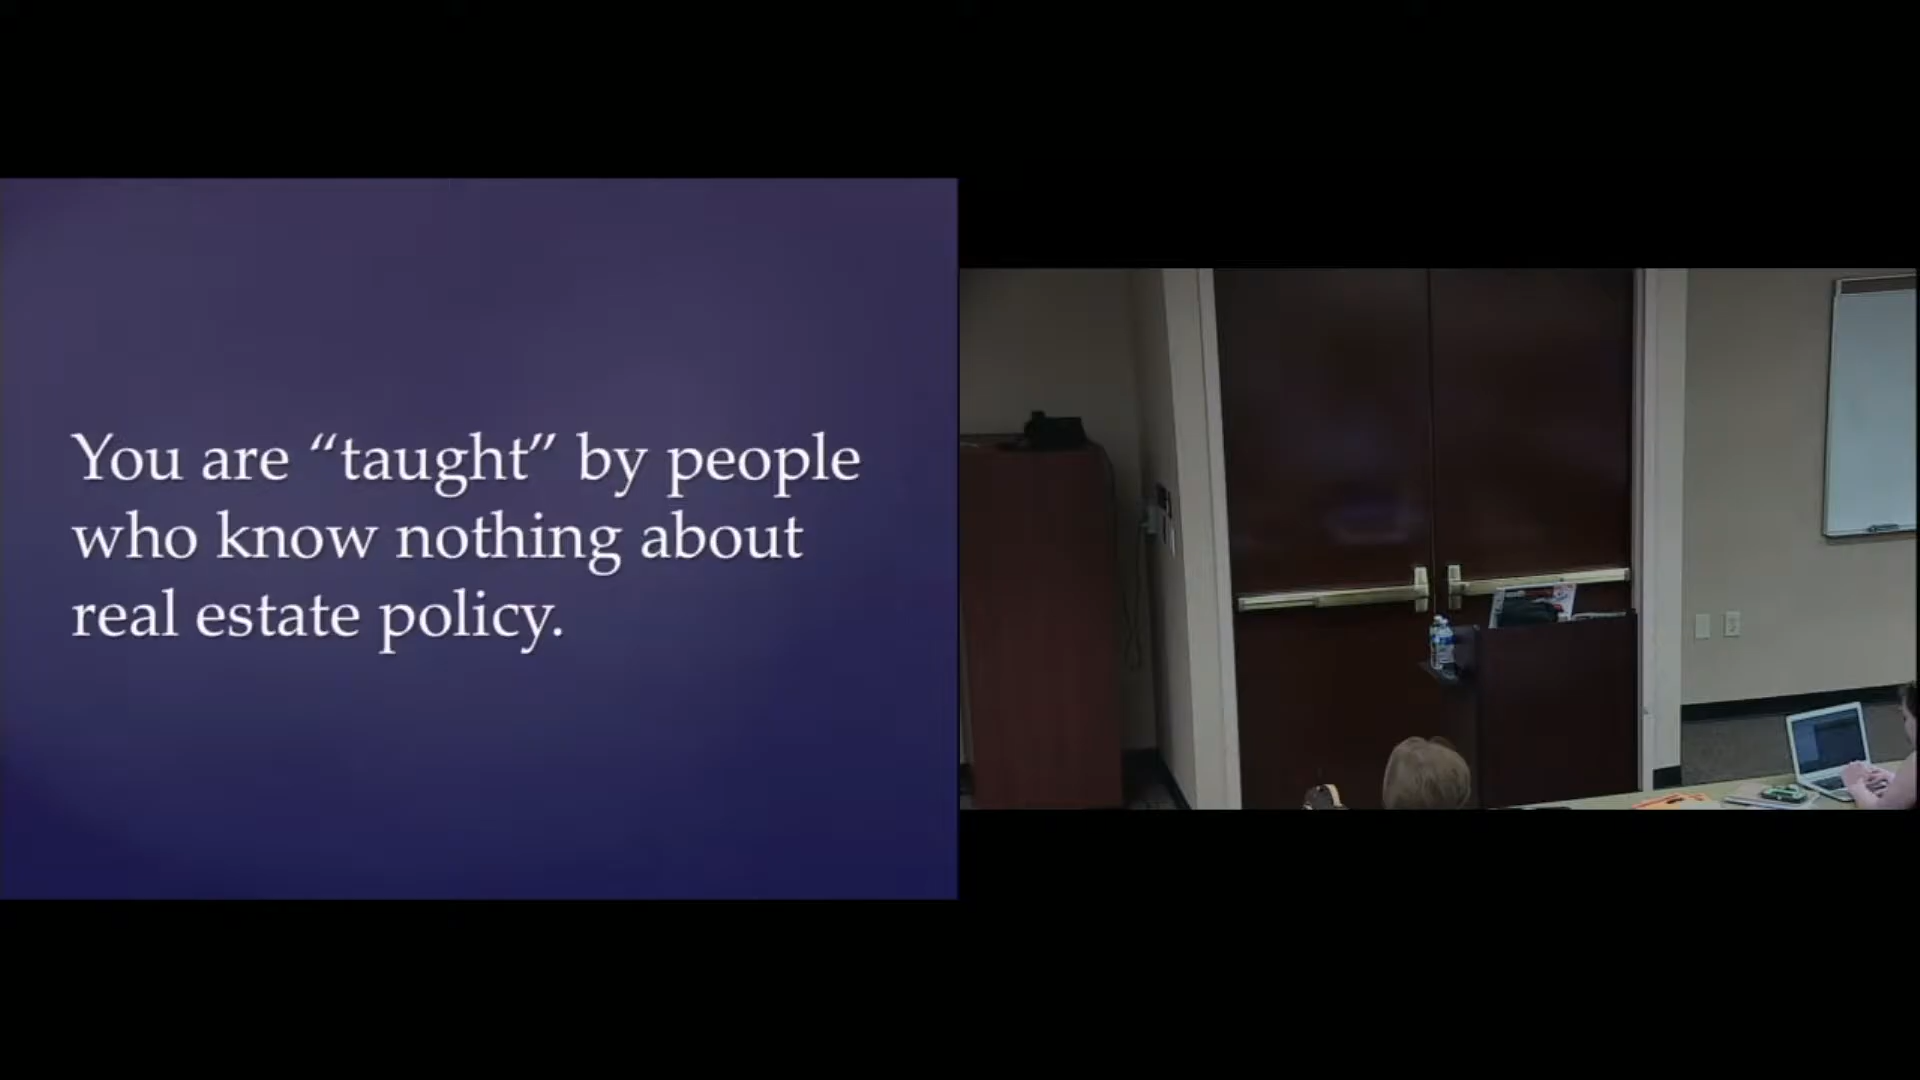 You are “taught” by people
who know nothing about
real estate policy.